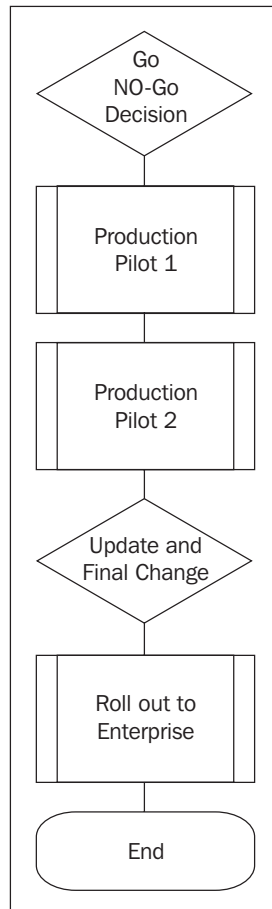 Go
NO-Go
Decision
Production
Pilot 1
Production
Pilot 2
Update and
Final Change
Roll out to
Enterprise
End